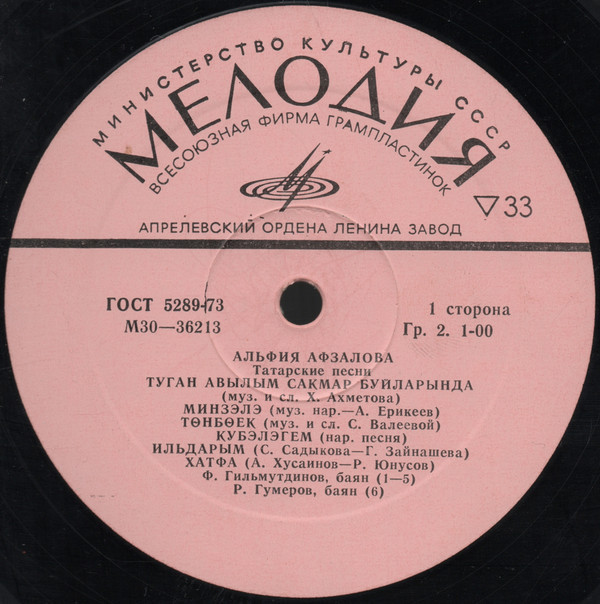 МИНИСТЕРСТВО КУЛЬТУРЫ СССР
МЕЛОДИЯ
ВСЕСОЮЗНАЯ ФИРМА ГРАМПЛАСТИНОК
33
АПРЕЛЕВСКИЙ ОРДЕНА ЛЕНИНА ЗАВОД
ГОСТ 5289-73
М30—36213
1 сторона
Гр. 2. 1-00
АЛЬФИЯ АФЗАЛОВА
Татарские песни
ТУГАН АВЫЛЫМ САКМАР БУЙЛАРЫНДА
(муз. и сл. Х. Ахметова)
МИНЗЭЛЭ (муз. нар.—А. Ерикеев)
ТӨНБӨЕК (муз. и сл. С. Валеевой)
КУБЭЛЭГЕМ (нар. песня)
ИЛЬДАРЫМ (С. Садыкова—Г. Зайнашева)
ХАТФА (А. Хусаинов—Р. Юнусов)
Ф. Гильмутдинов, баян (1—5)
Р. Гумеров, баян (6)